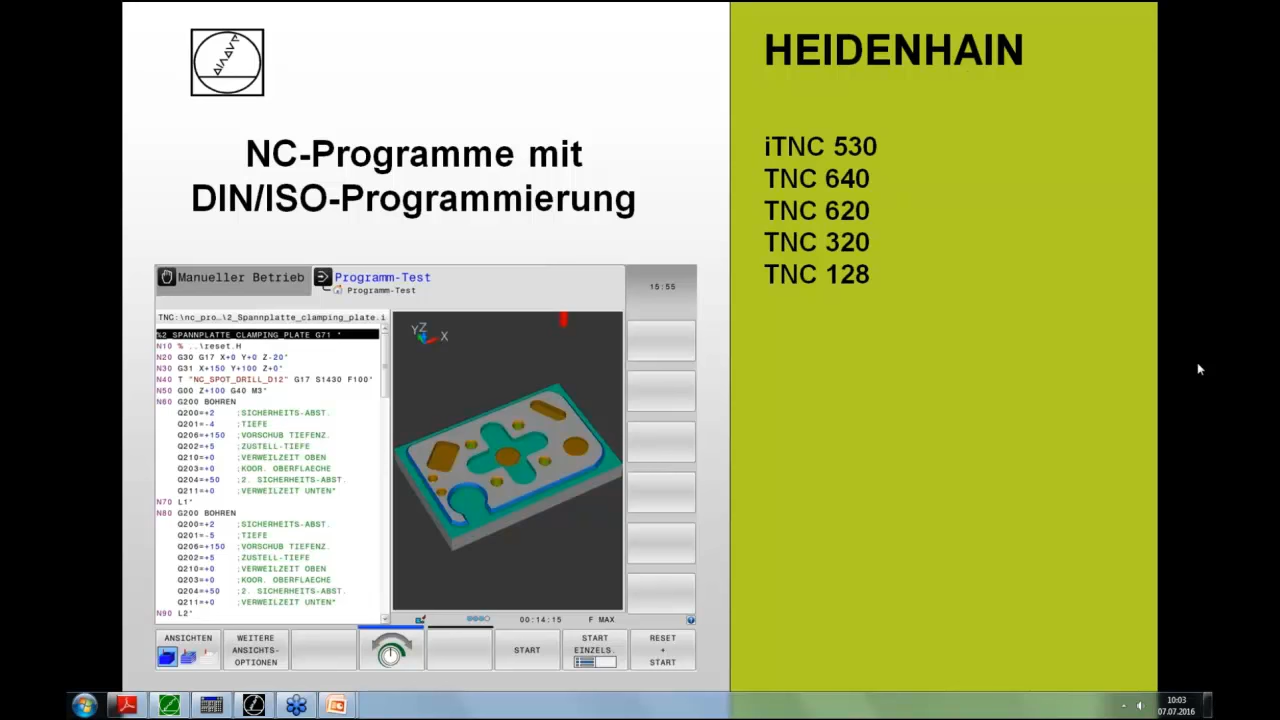 NC-Programme mit
DIN/ISO-Programmierung
HEIDENHAIN
iTNC 530
TNC 640
TNC 620
TNC 320
TNC 128
Manueller Betrieb
Programm-Test
Programm-Test
15:55
TNC:\nc_pro…\2_Spannplatte_clamping_plate.i
%2_SPANNPLATTE_CLAMPING_PLATE G71 *
N10 % ..\reset.H
N20 G30 G17 X+0 Y+0 Z-20*
N30 G31 X+150 Y+100 Z+0*
N40 T "NC_SPOT_DRILL_D12" G17 S1430 F100*
N50 G00 Z+100 G40 M3*
N60 G200 BOHREN
Q200=+2 ;SICHERHEITS-ABST.
Q201=-4 ;TIEFE
Q206=+150 ;VORSCHUB TIEFENZ.
Q202=+5 ;ZUSTELL-TIEFE
Q210=+0 ;VERWEILZEIT OBEN
Q203=+0 ;KOOR. OBERFLAECHE
Q204=+50 ;2. SICHERHEITS-ABST.
Q211=+0 ;VERWEILZEIT UNTEN*
N70 L1*
N80 G200 BOHREN
Q200=+2 ;SICHERHEITS-ABST.
Q201=-5 ;TIEFE
Q206=+150 ;VORSCHUB TIEFENZ.
Q202=+5 ;ZUSTELL-TIEFE
Q210=+0 ;VERWEILZEIT OBEN
Q203=+0 ;KOOR. OBERFLAECHE
Q204=+50 ;2. SICHERHEITS-ABST.
Q211=+0 ;VERWEILZEIT UNTEN*
N90 L2*
YZ X
00:14:15 F MAX
ANSICHTEN
WEITERE
ANSICHTS-
OPTIONEN
START
START
EINZELS.
RESET
+
START
10:03
07.07.2016